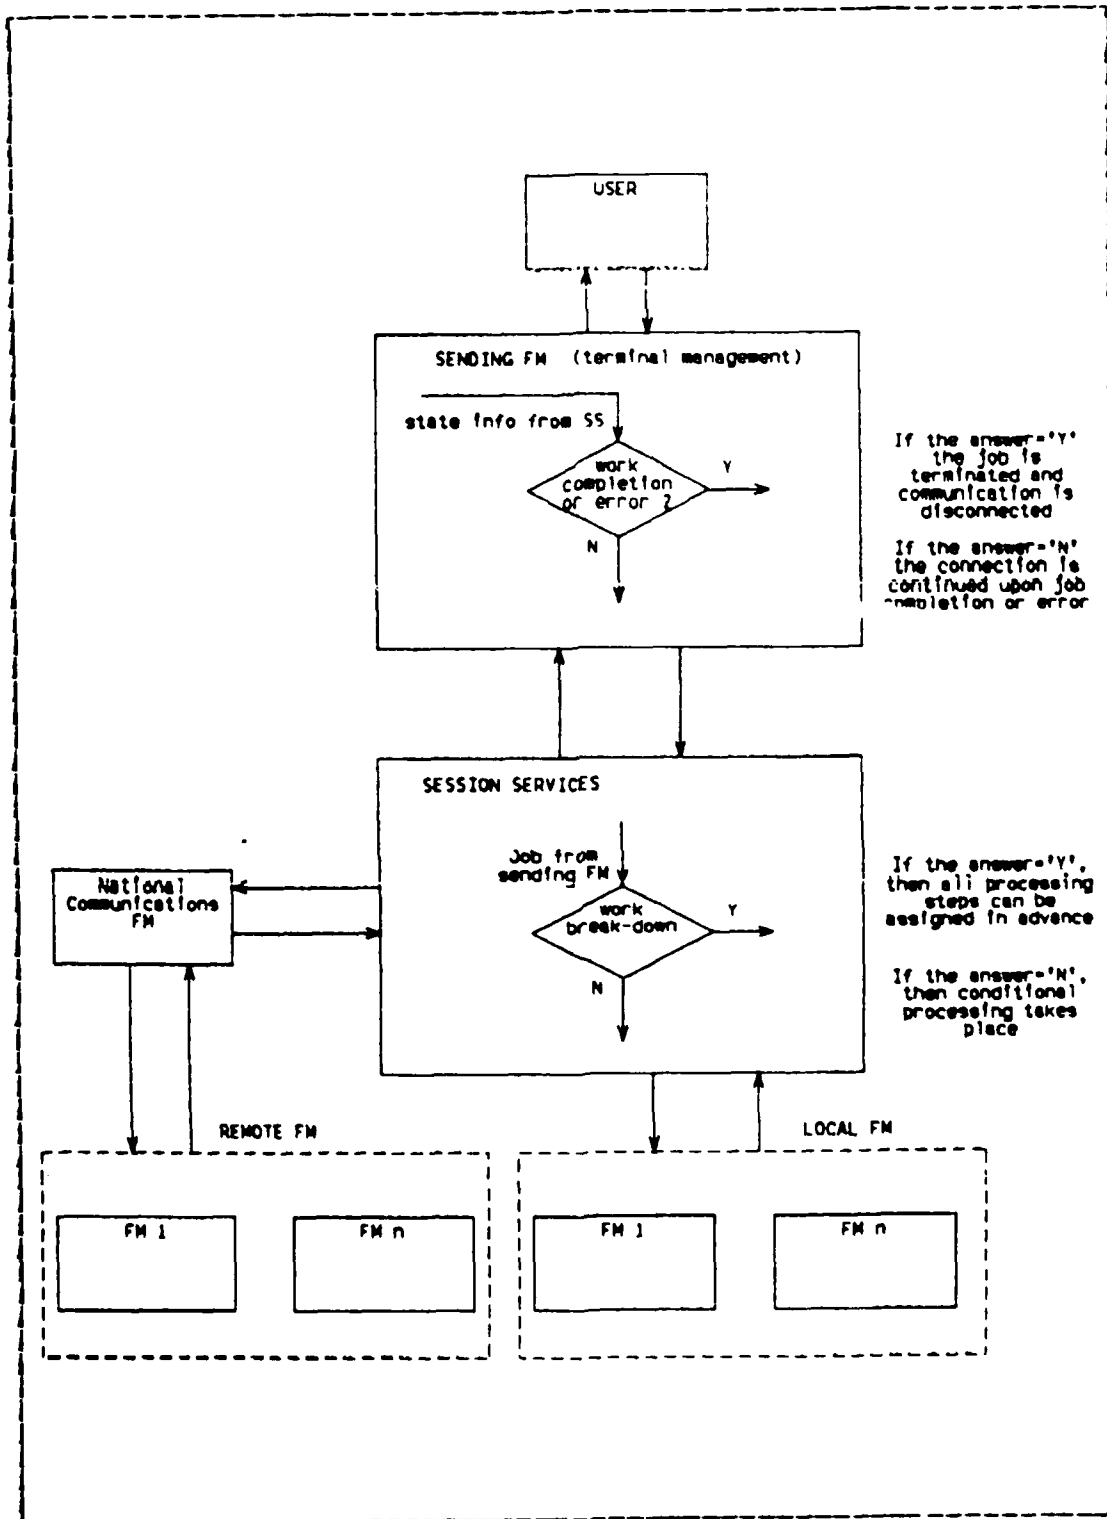 USER
SENDING FM (terminal management)
state info from SS
work
completion
or error ?
Y
N
If the answer='Y'
the job is
terminated and
communication is
disconnected
If the answer='N'
the connection is
continued upon job
completion or error
SESSION SERVICES
Job from
sending FM
work
break-down
Y
N
If the answer='Y',
then all processing
steps can be
assigned in advance
If the answer='N',
then conditional
processing takes
place
National
Communications
FM
REMOTE FM
LOCAL FM
FM 1
FM n
FM 1
FM n